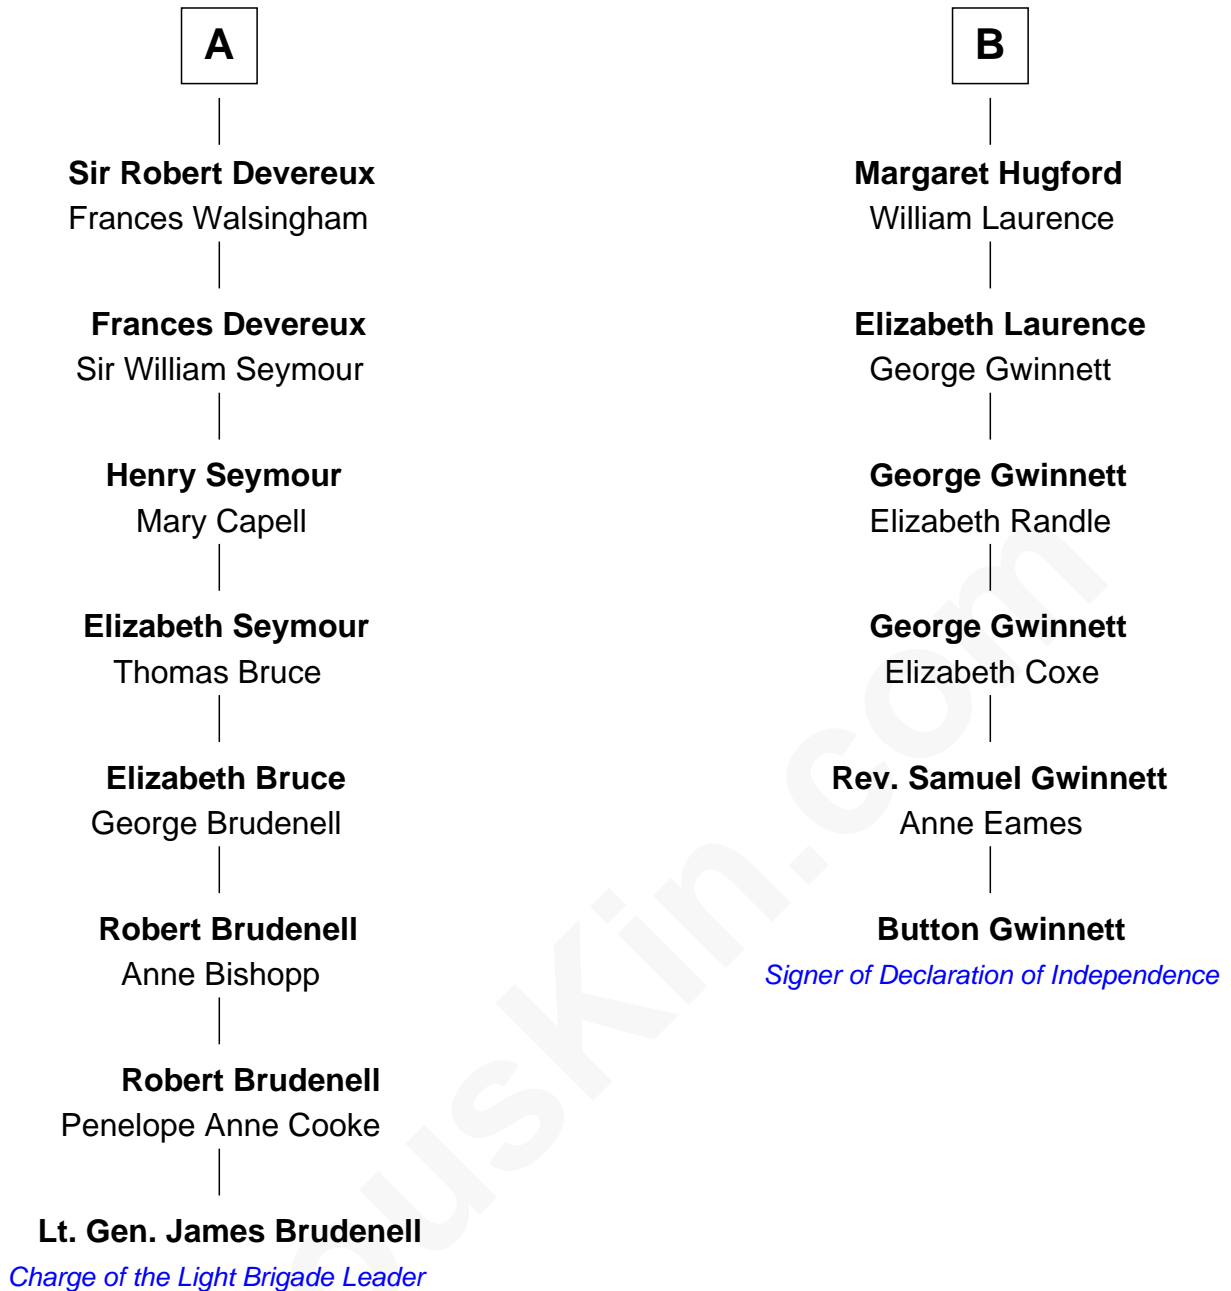 A
Sir Robert Devereux
Frances Walsingham
Frances Devereux
Sir William Seymour
Henry Seymour
Mary Capell
Elizabeth Seymour
Thomas Bruce
Elizabeth Bruce
George Brudenell
Robert Brudenell
Anne Bishopp
Robert Brudenell
Penelope Anne Cooke
Lt. Gen. James Brudenell
Charge of the Light Brigade Leader
B
Margaret Hugford
William Laurence
Elizabeth Laurence
George Gwinnett
George Gwinnett
Elizabeth Randle
George Gwinnett
Elizabeth Coxe
Rev. Samuel Gwinnett
Anne Eames
Button Gwinnett
Signer of Declaration of Independence
ousKin.com